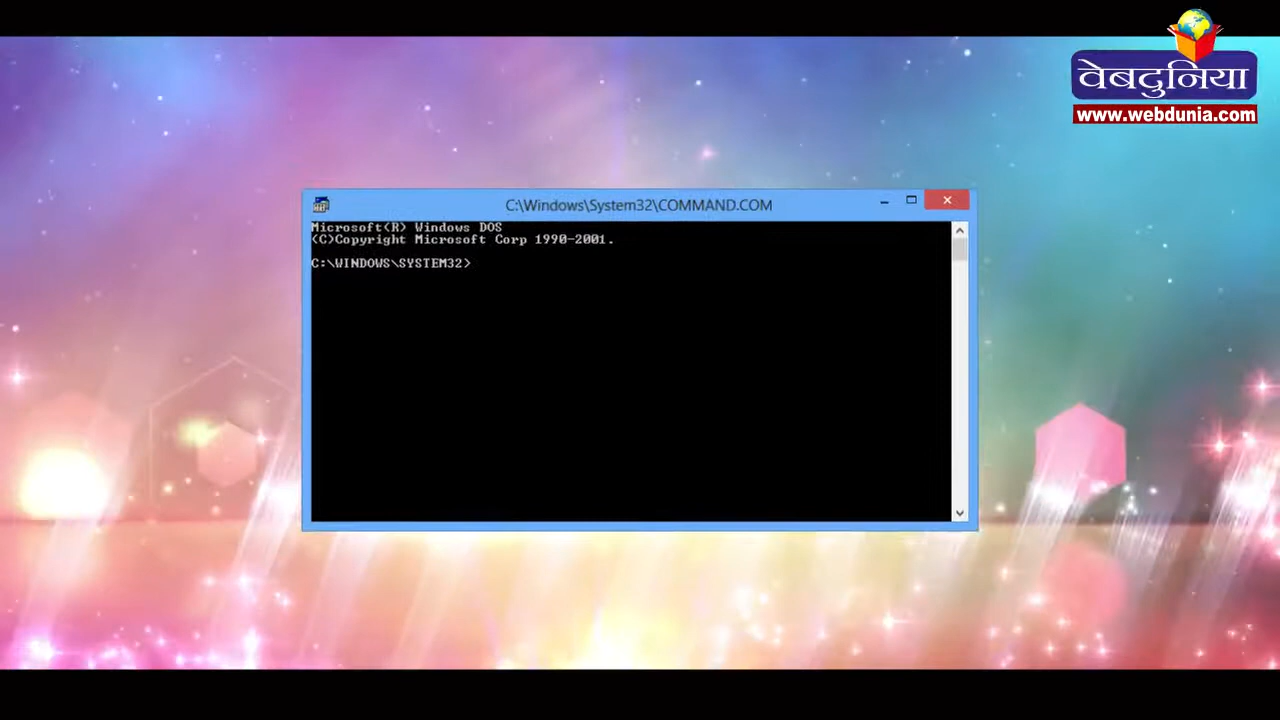 वेबदुनिया
www.webdunia.com
C:\Windows\System32\COMMAND.COM
Microsoft(R) Windows DOS
(C)Copyright Microsoft Corp 1990-2001.
C:\WINDOWS\SYSTEM32>